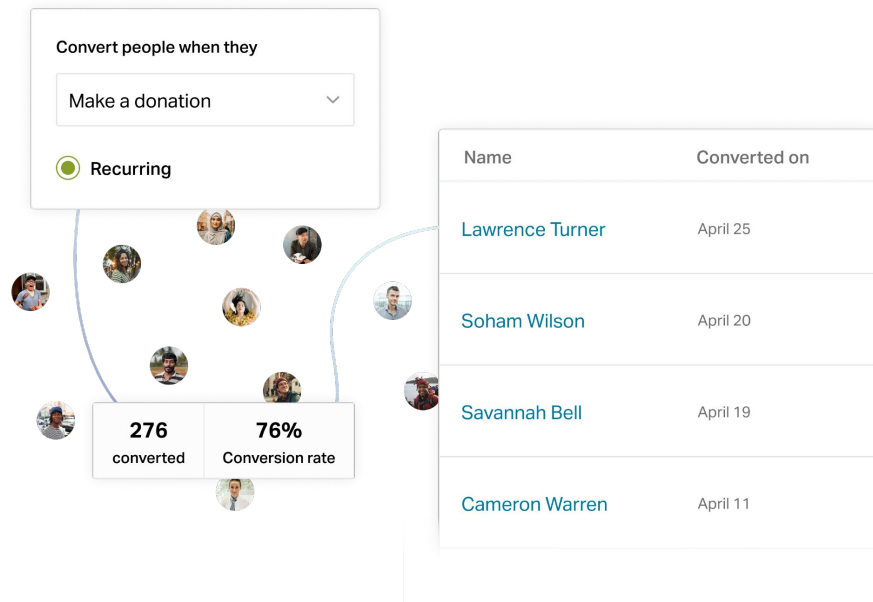 Convert people when they
Make a donation
Recurring
276
converted
76%
Conversion rate
Name Converted on
Lawrence Turner April 25
Soham Wilson April 20
Savannah Bell April 19
Cameron Warren April 11